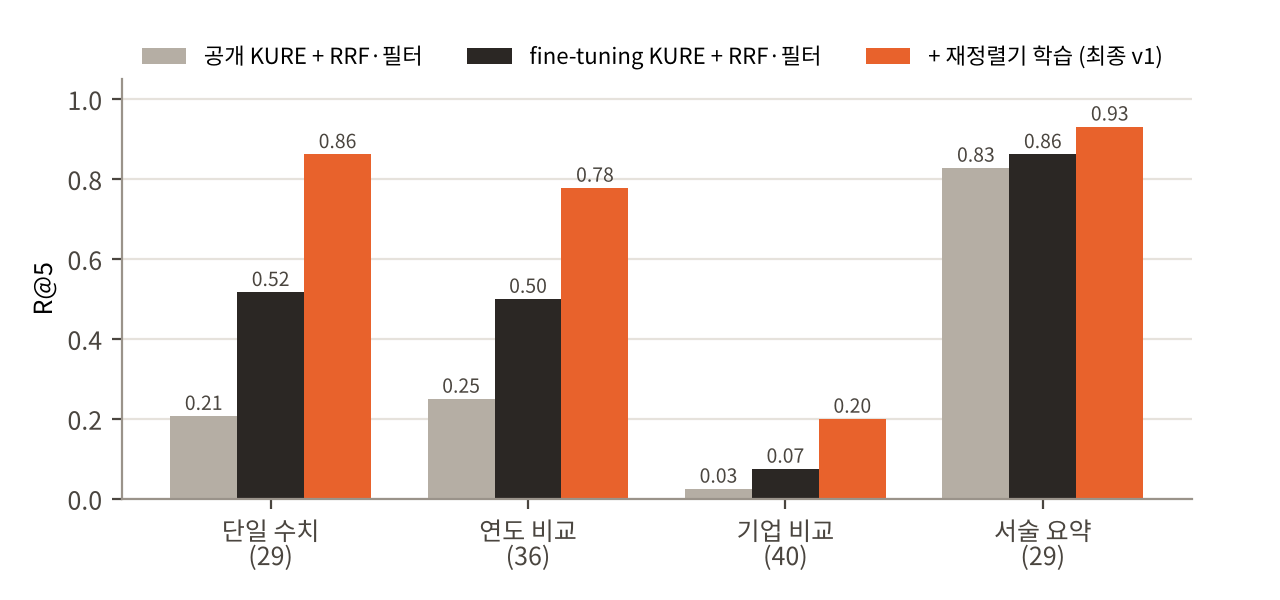 공개 KURE + RRF·필터
fine-tuning KURE + RRF·필터
+ 재정렬기 학습 (최종 v1)
R@5
1.0
0.8
0.6
0.4
0.2
0.0
0.21
0.52
0.86
0.25
0.50
0.78
0.03
0.07
0.20
0.83
0.86
0.93
단일 수치
(29)
연도 비교
(36)
기업 비교
(40)
서술 요약
(29)